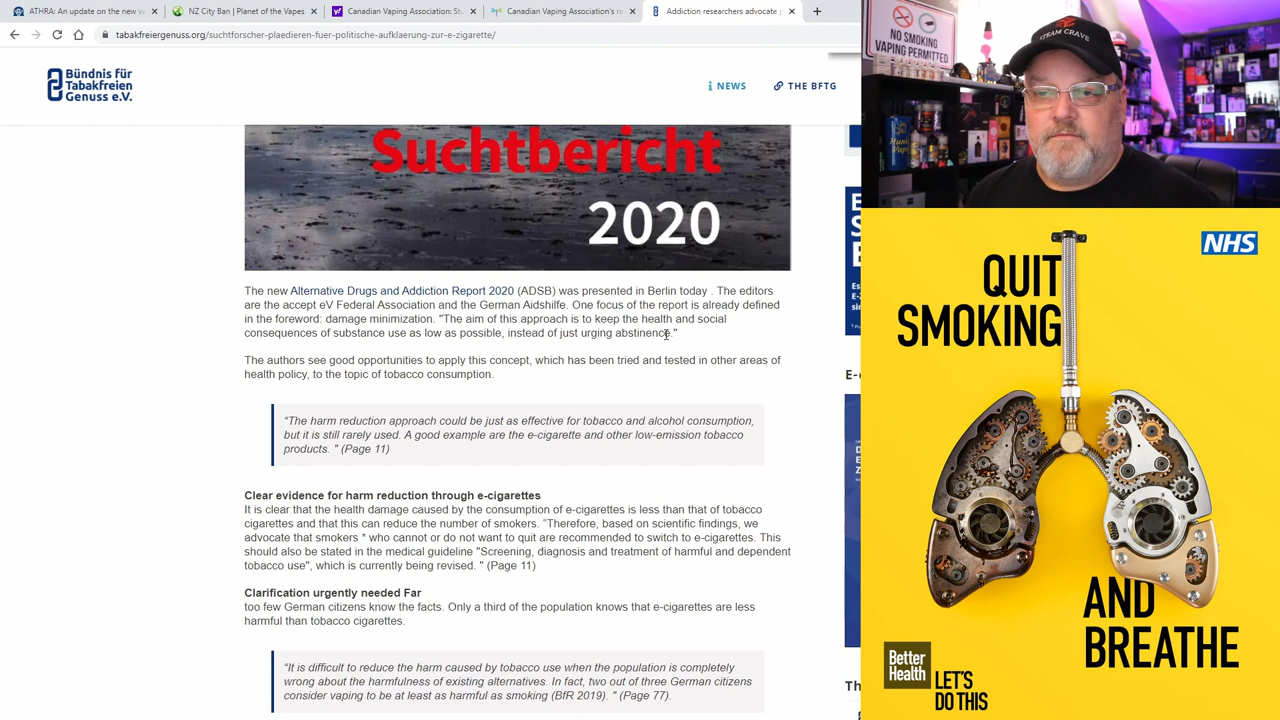 ATHRA: An update on the new va
NZ City Ban | Planet of the Vapes
Canadian Vaping Association: St
Canadian Vaping Association's re
Addiction researchers advocate p
tabakfreiergenuss.org/suchtforscher-plaedieren-fuer-politische-aufklaerung-zur-e-zigarette/
Bündnis für
Tabakfreien
Genuss e.V.
NEWS
THE BFTG
Suchtbericht
2020
The new Alternative Drugs and Addiction Report 2020 (ADSB) was presented in Berlin today . The editors
are the accept eV Federal Association and the German Aidshilfe. One focus of the report is already defined
in the foreword: damage minimization. "The aim of this approach is to keep the health and social
consequences of substance use as low as possible, instead of just urging abstinence."
The authors see good opportunities to apply this concept, which has been tried and tested in other areas of
health policy, to the topic of tobacco consumption.
“The harm reduction approach could be just as effective for tobacco and alcohol consumption,
but it is still rarely used. A good example are the e-cigarette and other low-emission tobacco
products. " (Page 11)
Clear evidence for harm reduction through e-cigarettes
It is clear that the health damage caused by the consumption of e-cigarettes is less than that of tobacco
cigarettes and that this can reduce the number of smokers. “Therefore, based on scientific findings, we
advocate that smokers * who cannot or do not want to quit are recommended to switch to e-cigarettes. This
should also be stated in the medical guideline "Screening, diagnosis and treatment of harmful and dependent
tobacco use", which is currently being revised. " (Page 11)
Clarification urgently needed Far
too few German citizens know the facts. Only a third of the population knows that e-cigarettes are less
harmful than tobacco cigarettes.
“It is difficult to reduce the harm caused by tobacco use when the population is completely
wrong about the harmfulness of existing alternatives. In fact, two out of three German citizens
consider vaping to be at least as harmful as smoking (BfR 2019). " (Page 77).
NO SMOKING
VAPING PERMITTED
STEAM CRAVE
NHS
QUIT
SMOKING
AND
BREATHE
Better
Health
LET'S
DO THIS